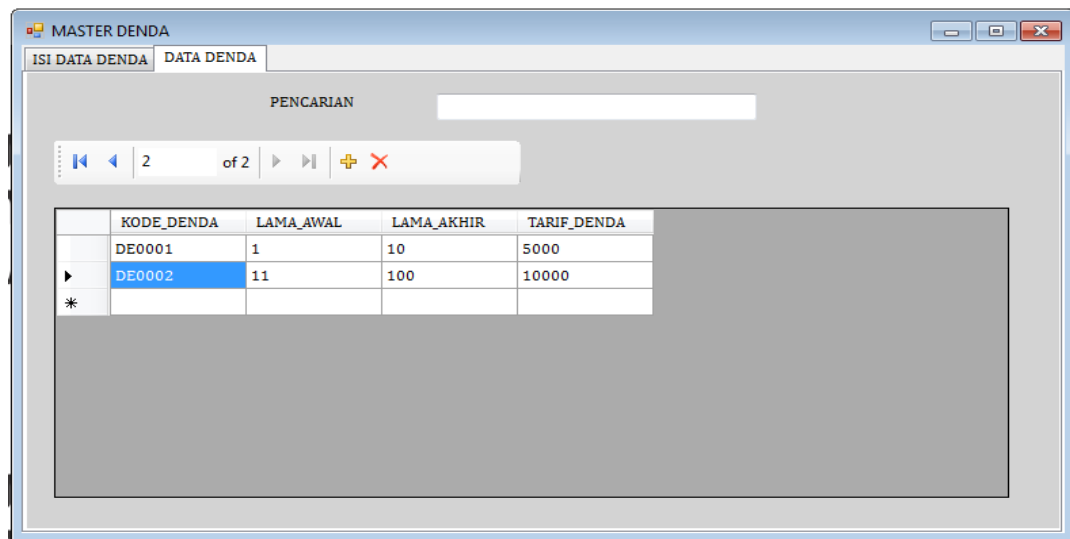 MASTER DENDA
ISI DATA DENDA DATA DENDA
PENCARIAN
2 of 2
KODE_DENDA LAMA_AWAL LAMA_AKHIR TARIF_DENDA
DE0001 1 10 5000
DE0002 11 100 10000